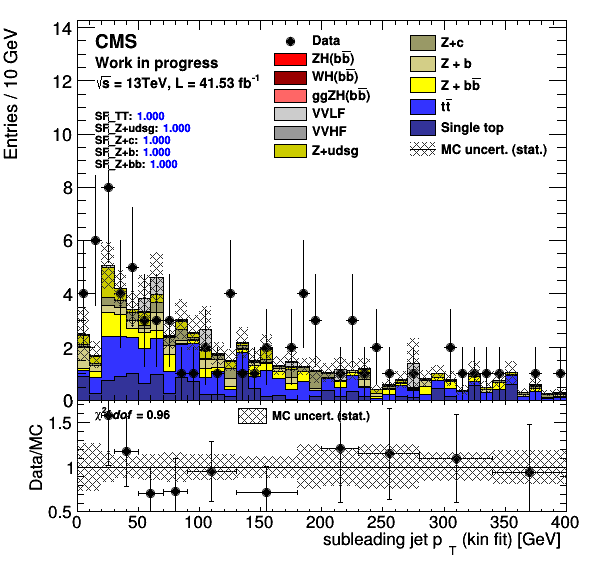 CMS
Work in progress
√s = 13TeV, L = 41.53 fb⁻¹
SF_TT: 1.000
SF_Z+udsg: 1.000
SF_Z+c: 1.000
SF_Z+b: 1.000
SF_Z+bb: 1.000
Data
ZH(bb̅)
WH(bb̅)
ggZH(bb̅)
VVLF
VVHF
Z+udsg
Z+c
Z + b
Z + bb̅
tt̅
Single top
MC uncert. (stat.)
Entries / 10 GeV
14
12
10
8
6
4
2
0
χ²/dof = 0.96
MC uncert. (stat.)
Data/MC
1.5
1
0.5
0 50 100 150 200 250 300 350 400
subleading jet p_T (kin fit) [GeV]